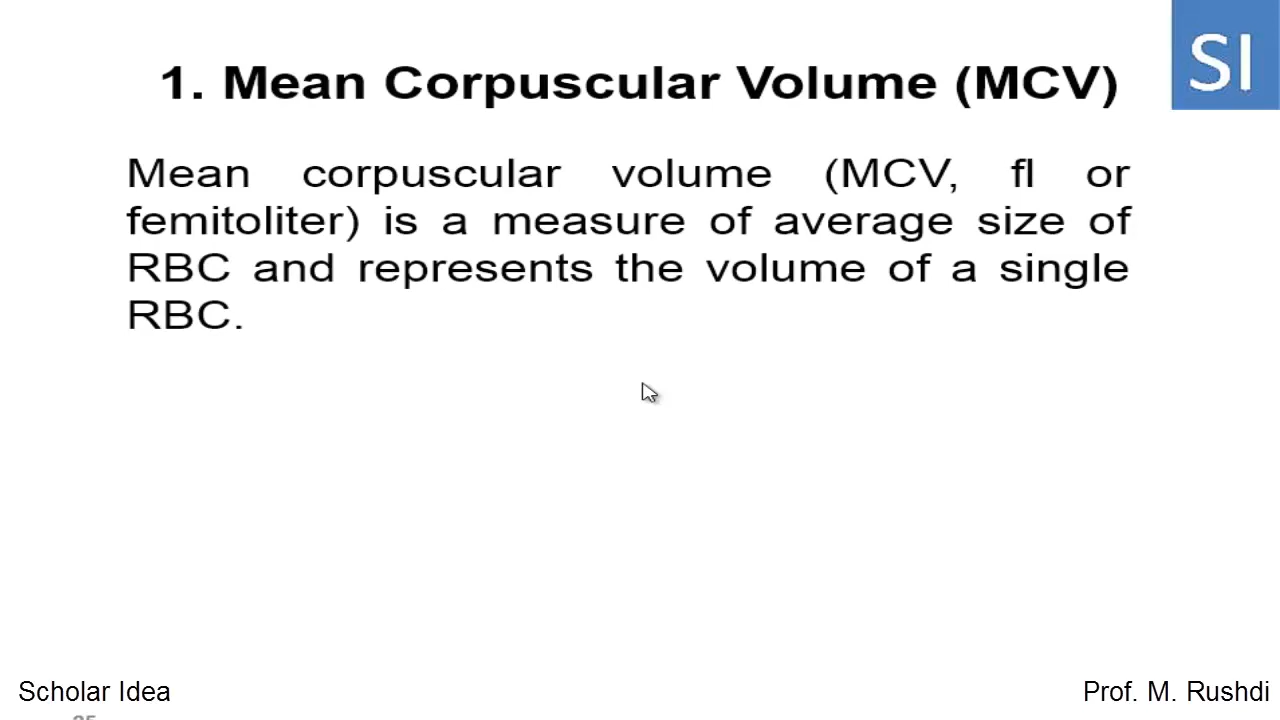 SI
1. Mean Corpuscular Volume (MCV)
Mean corpuscular volume (MCV, fl or
femitoliter) is a measure of average size of
RBC and represents the volume of a single
RBC.
Scholar Idea
Prof. M. Rushdi